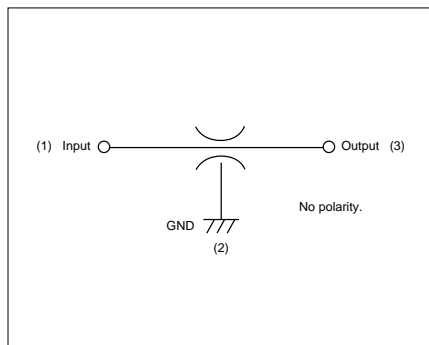 (1) Input Output (3)
No polarity.
GND
(2)